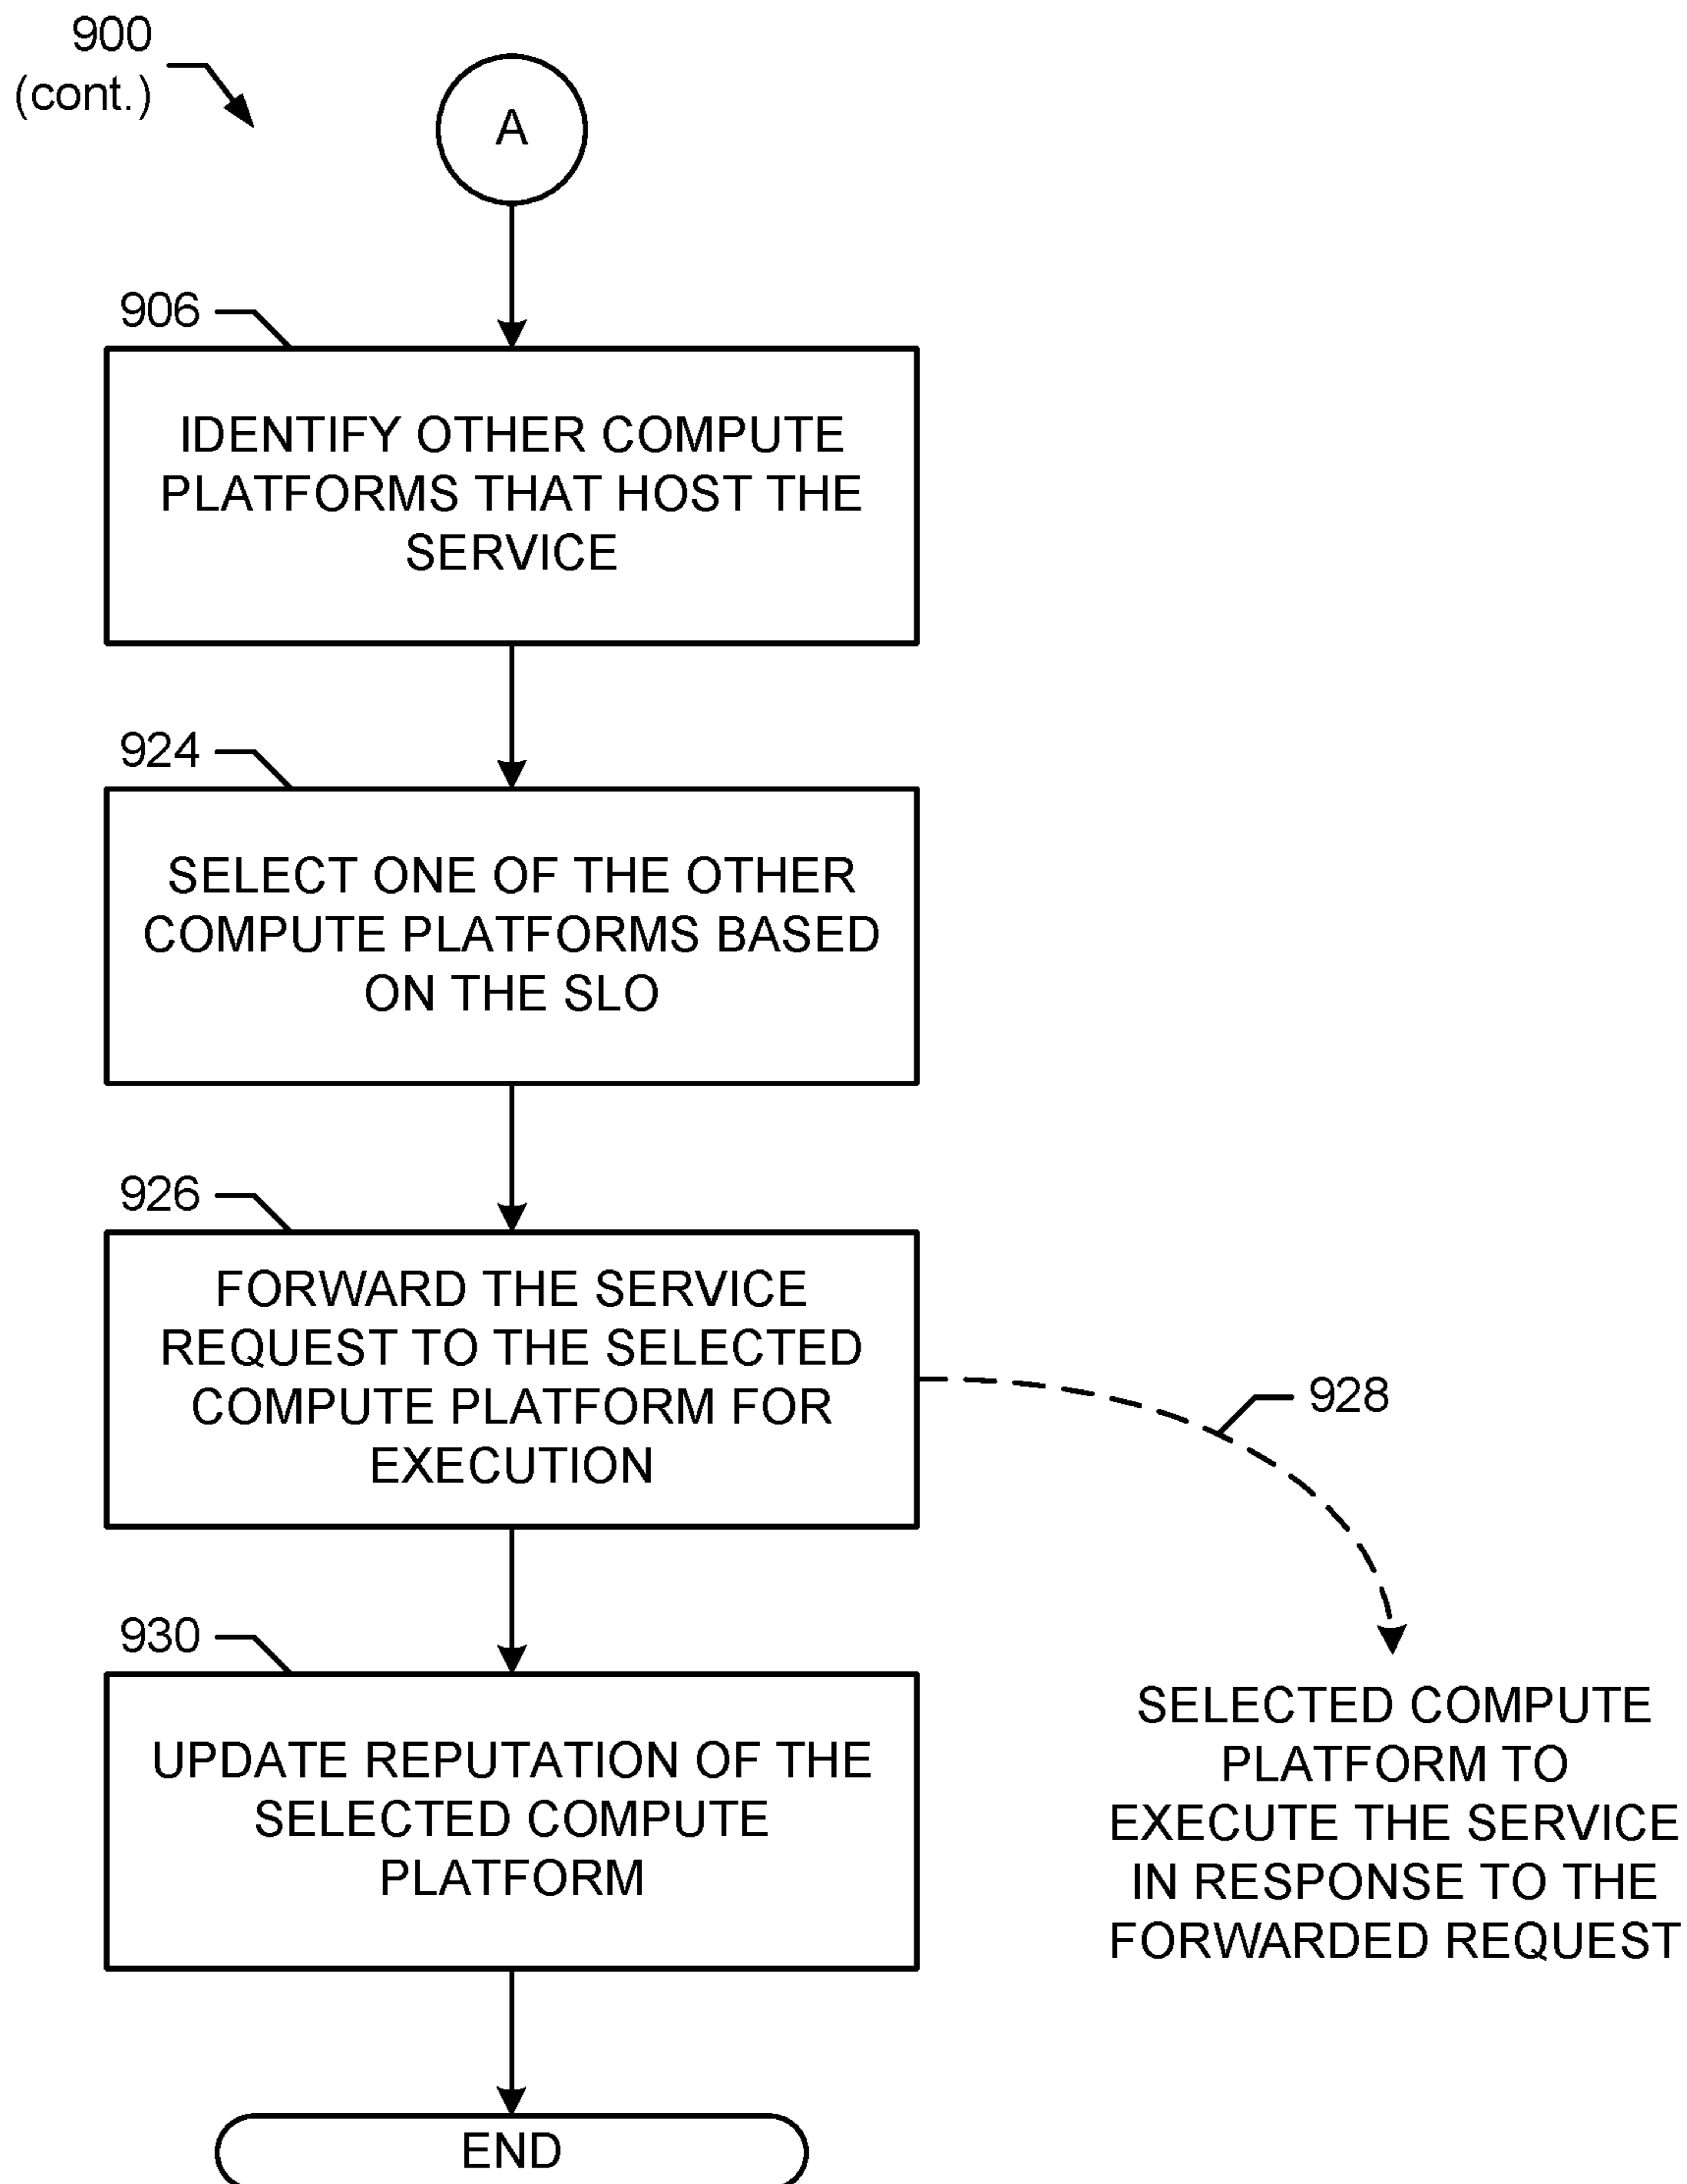 900
(cont.)
A
906
IDENTIFY OTHER COMPUTE
PLATFORMS THAT HOST THE
SERVICE
924
SELECT ONE OF THE OTHER
COMPUTE PLATFORMS BASED
ON THE SLO
926
FORWARD THE SERVICE
REQUEST TO THE SELECTED
COMPUTE PLATFORM FOR
EXECUTION
928
930
UPDATE REPUTATION OF THE
SELECTED COMPUTE
PLATFORM
SELECTED COMPUTE
PLATFORM TO
EXECUTE THE SERVICE
IN RESPONSE TO THE
FORWARDED REQUEST
END